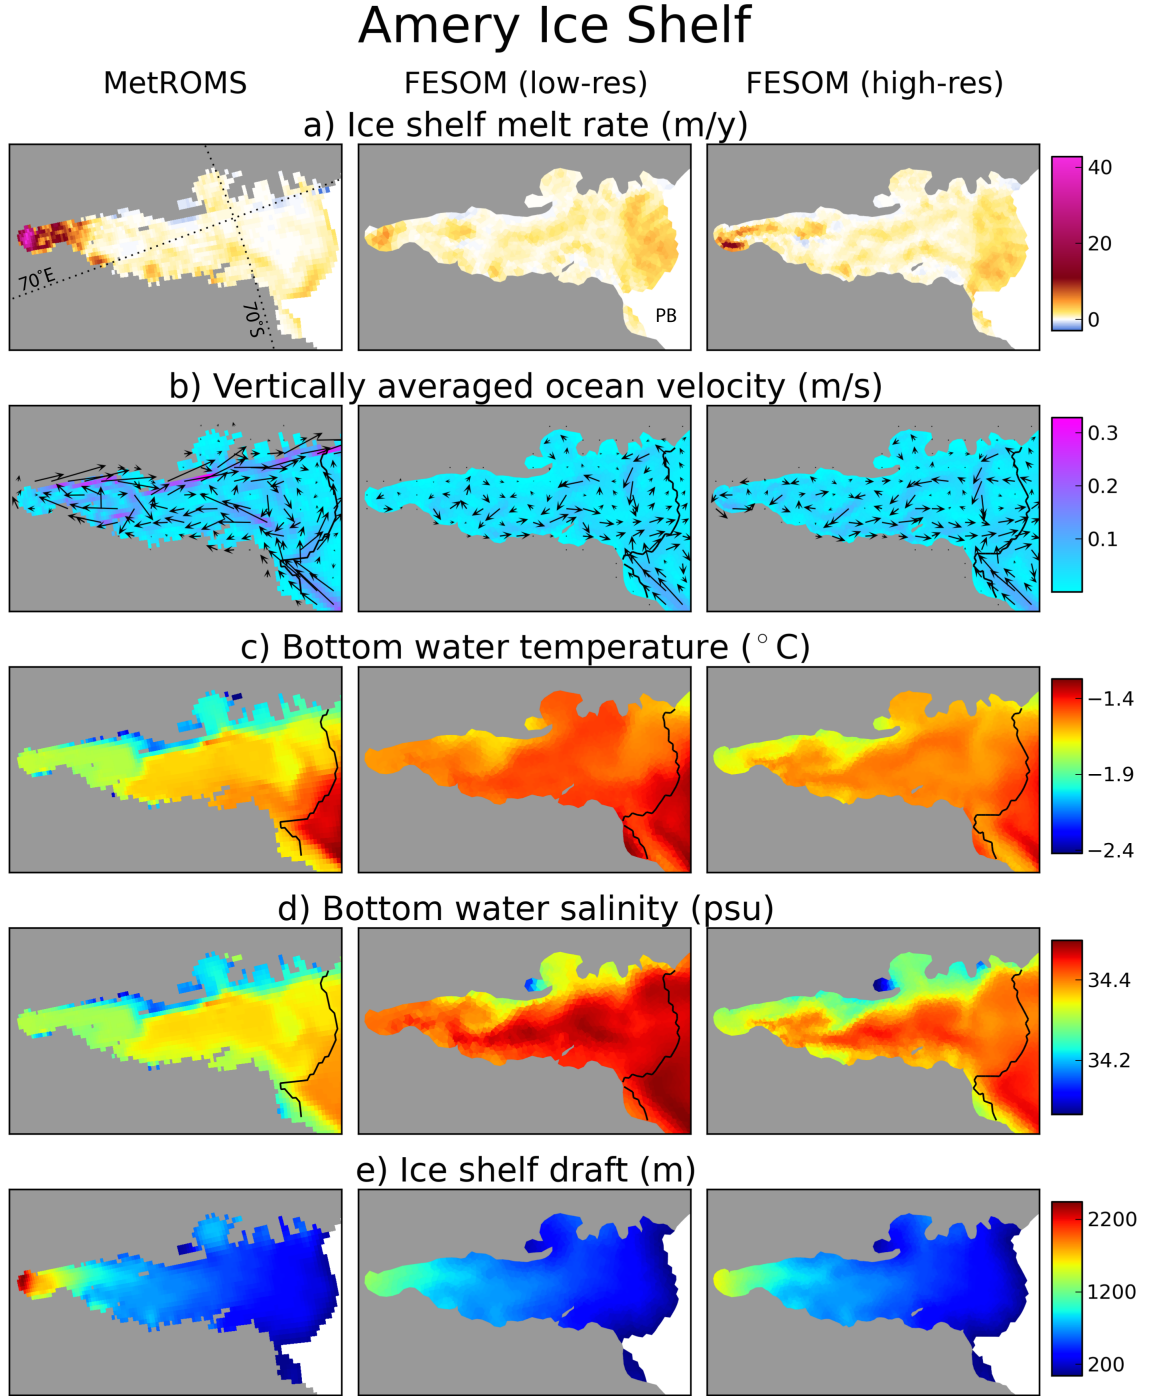 Amery Ice Shelf
MetROMS FESOM (low-res) FESOM (high-res)
a) Ice shelf melt rate (m/y)
40
20
0
70°E
70°S
PB
b) Vertically averaged ocean velocity (m/s)
0.3
0.2
0.1
c) Bottom water temperature (°C)
−1.4
−1.9
−2.4
d) Bottom water salinity (psu)
34.4
34.2
e) Ice shelf draft (m)
2200
1200
200